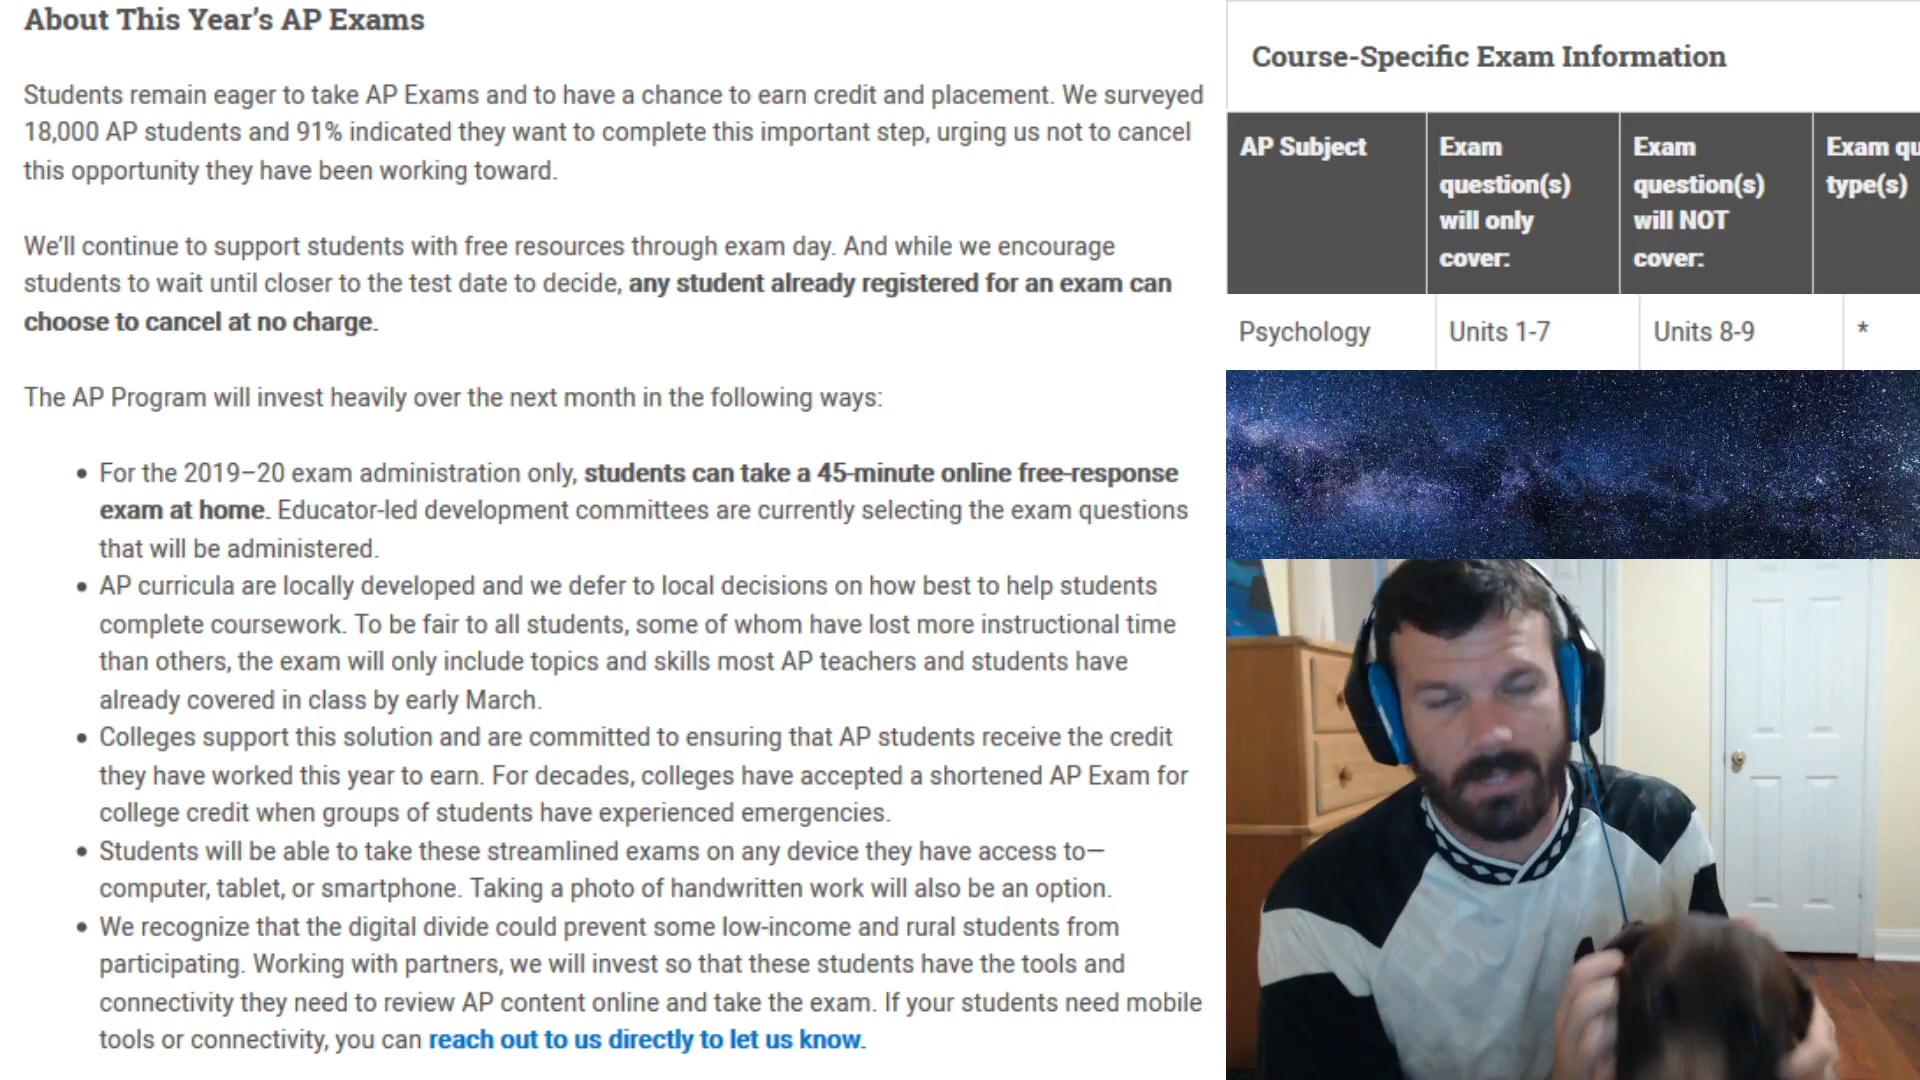 About This Year’s AP Exams
Students remain eager to take AP Exams and to have a chance to earn credit and placement. We surveyed
18,000 AP students and 91% indicated they want to complete this important step, urging us not to cancel
this opportunity they have been working toward.
We’ll continue to support students with free resources through exam day. And while we encourage
students to wait until closer to the test date to decide, any student already registered for an exam can
choose to cancel at no charge.
The AP Program will invest heavily over the next month in the following ways:
• For the 2019–20 exam administration only, students can take a 45-minute online free-response
exam at home. Educator-led development committees are currently selecting the exam questions
that will be administered.
• AP curricula are locally developed and we defer to local decisions on how best to help students
complete coursework. To be fair to all students, some of whom have lost more instructional time
than others, the exam will only include topics and skills most AP teachers and students have
already covered in class by early March.
• Colleges support this solution and are committed to ensuring that AP students receive the credit
they have worked this year to earn. For decades, colleges have accepted a shortened AP Exam for
college credit when groups of students have experienced emergencies.
• Students will be able to take these streamlined exams on any device they have access to—
computer, tablet, or smartphone. Taking a photo of handwritten work will also be an option.
• We recognize that the digital divide could prevent some low-income and rural students from
participating. Working with partners, we will invest so that these students have the tools and
connectivity they need to review AP content online and take the exam. If your students need mobile
tools or connectivity, you can reach out to us directly to let us know.
Course-Specific Exam Information
AP Subject
Exam
question(s)
will only
cover:
Exam
question(s)
will NOT
cover:
Exam qu
type(s)
Psychology
Units 1-7
Units 8-9
*